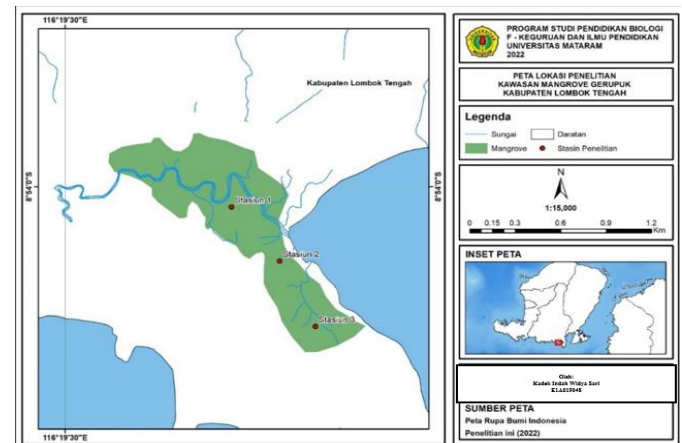 116°19'30"E
8°54'0"S
Kabupaten Lombok Tengah
Stasiun 1
Stasiun 2
Stasiun 3
8°54'0"S
116°19'30"E
PROGRAM STUDI PENDIDIKAN BIOLOGI
F - KEGURUAN DAN ILMU PENDIDIKAN
UNIVERSITAS MATARAM
2022
PETA LOKASI PENELITIAN
KAWASAN MANGROVE GERUPUK
KABUPATEN LOMBOK TENGAH
Legenda
Sungai Daratan
Mangrove Stasin Penelitian
N
1:15,000
0 0.15 0.3 0.6 0.9 1.2
Km
INSET PETA
Oleh:
Kadek Indah Widya Sari
E1A019048
SUMBER PETA
Peta Rupa Bumi Indonesia
Penelitian ini (2022)